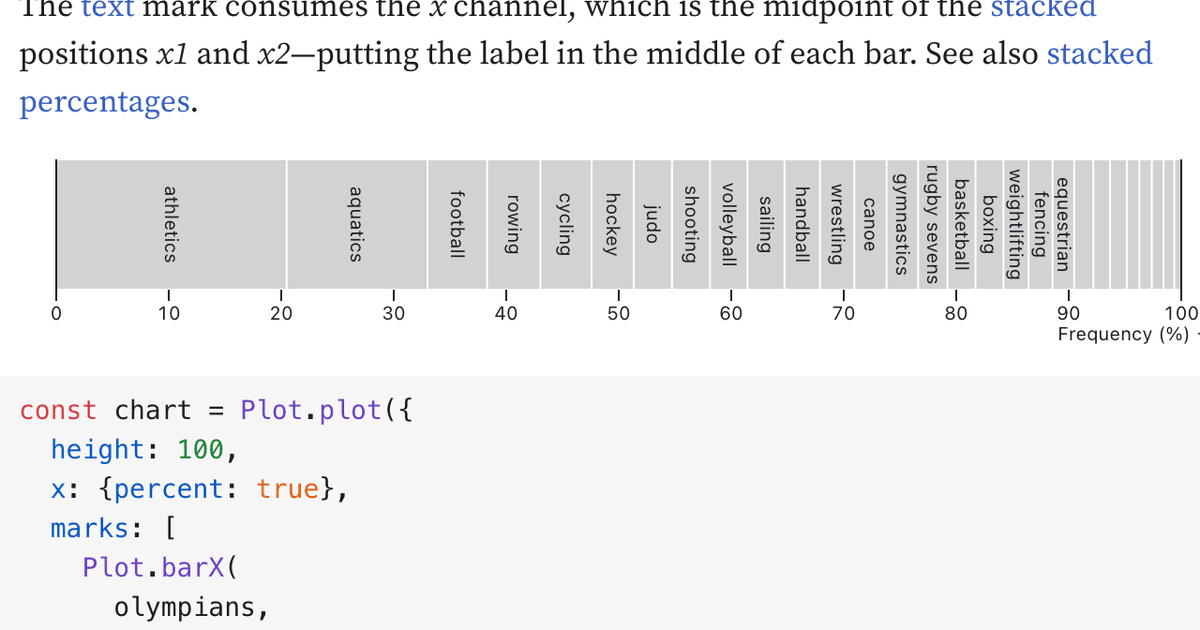 The text mark consumes the x channel, which is the midpoint of the stacked
positions x1 and x2—putting the label in the middle of each bar. See also stacked
percentages.
athletics
aquatics
football
rowing
cycling
hockey
judo
shooting
volleyball
sailing
handball
wrestling
canoe
gymnastics
rugby sevens
basketball
boxing
weightlifting
fencing
equestrian
0 10 20 30 40 50 60 70 80 90 100
Frequency (%)
const chart = Plot.plot({
  height: 100,
  x: {percent: true},
  marks: [
    Plot.barX(
      olympians,